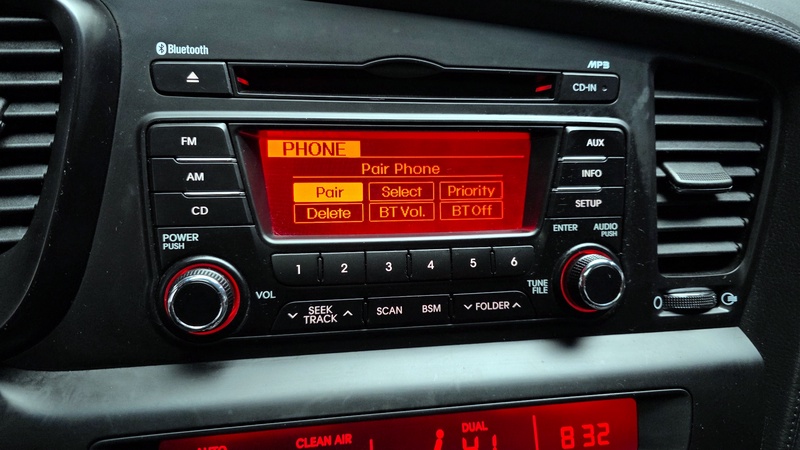 Bluetooth
MP3
CD-IN
FM
AM
CD
PHONE
Pair Phone
Pair Select Priority
Delete BT Vol. BT Off
AUX
INFO
SETUP
POWER
PUSH
ENTER
AUDIO
PUSH
VOL
1 2 3 4 5 6
TUNE
FILE
SEEK
TRACK
SCAN BSM
FOLDER
0
AUTO
CLEAN AIR
DUAL
8:32